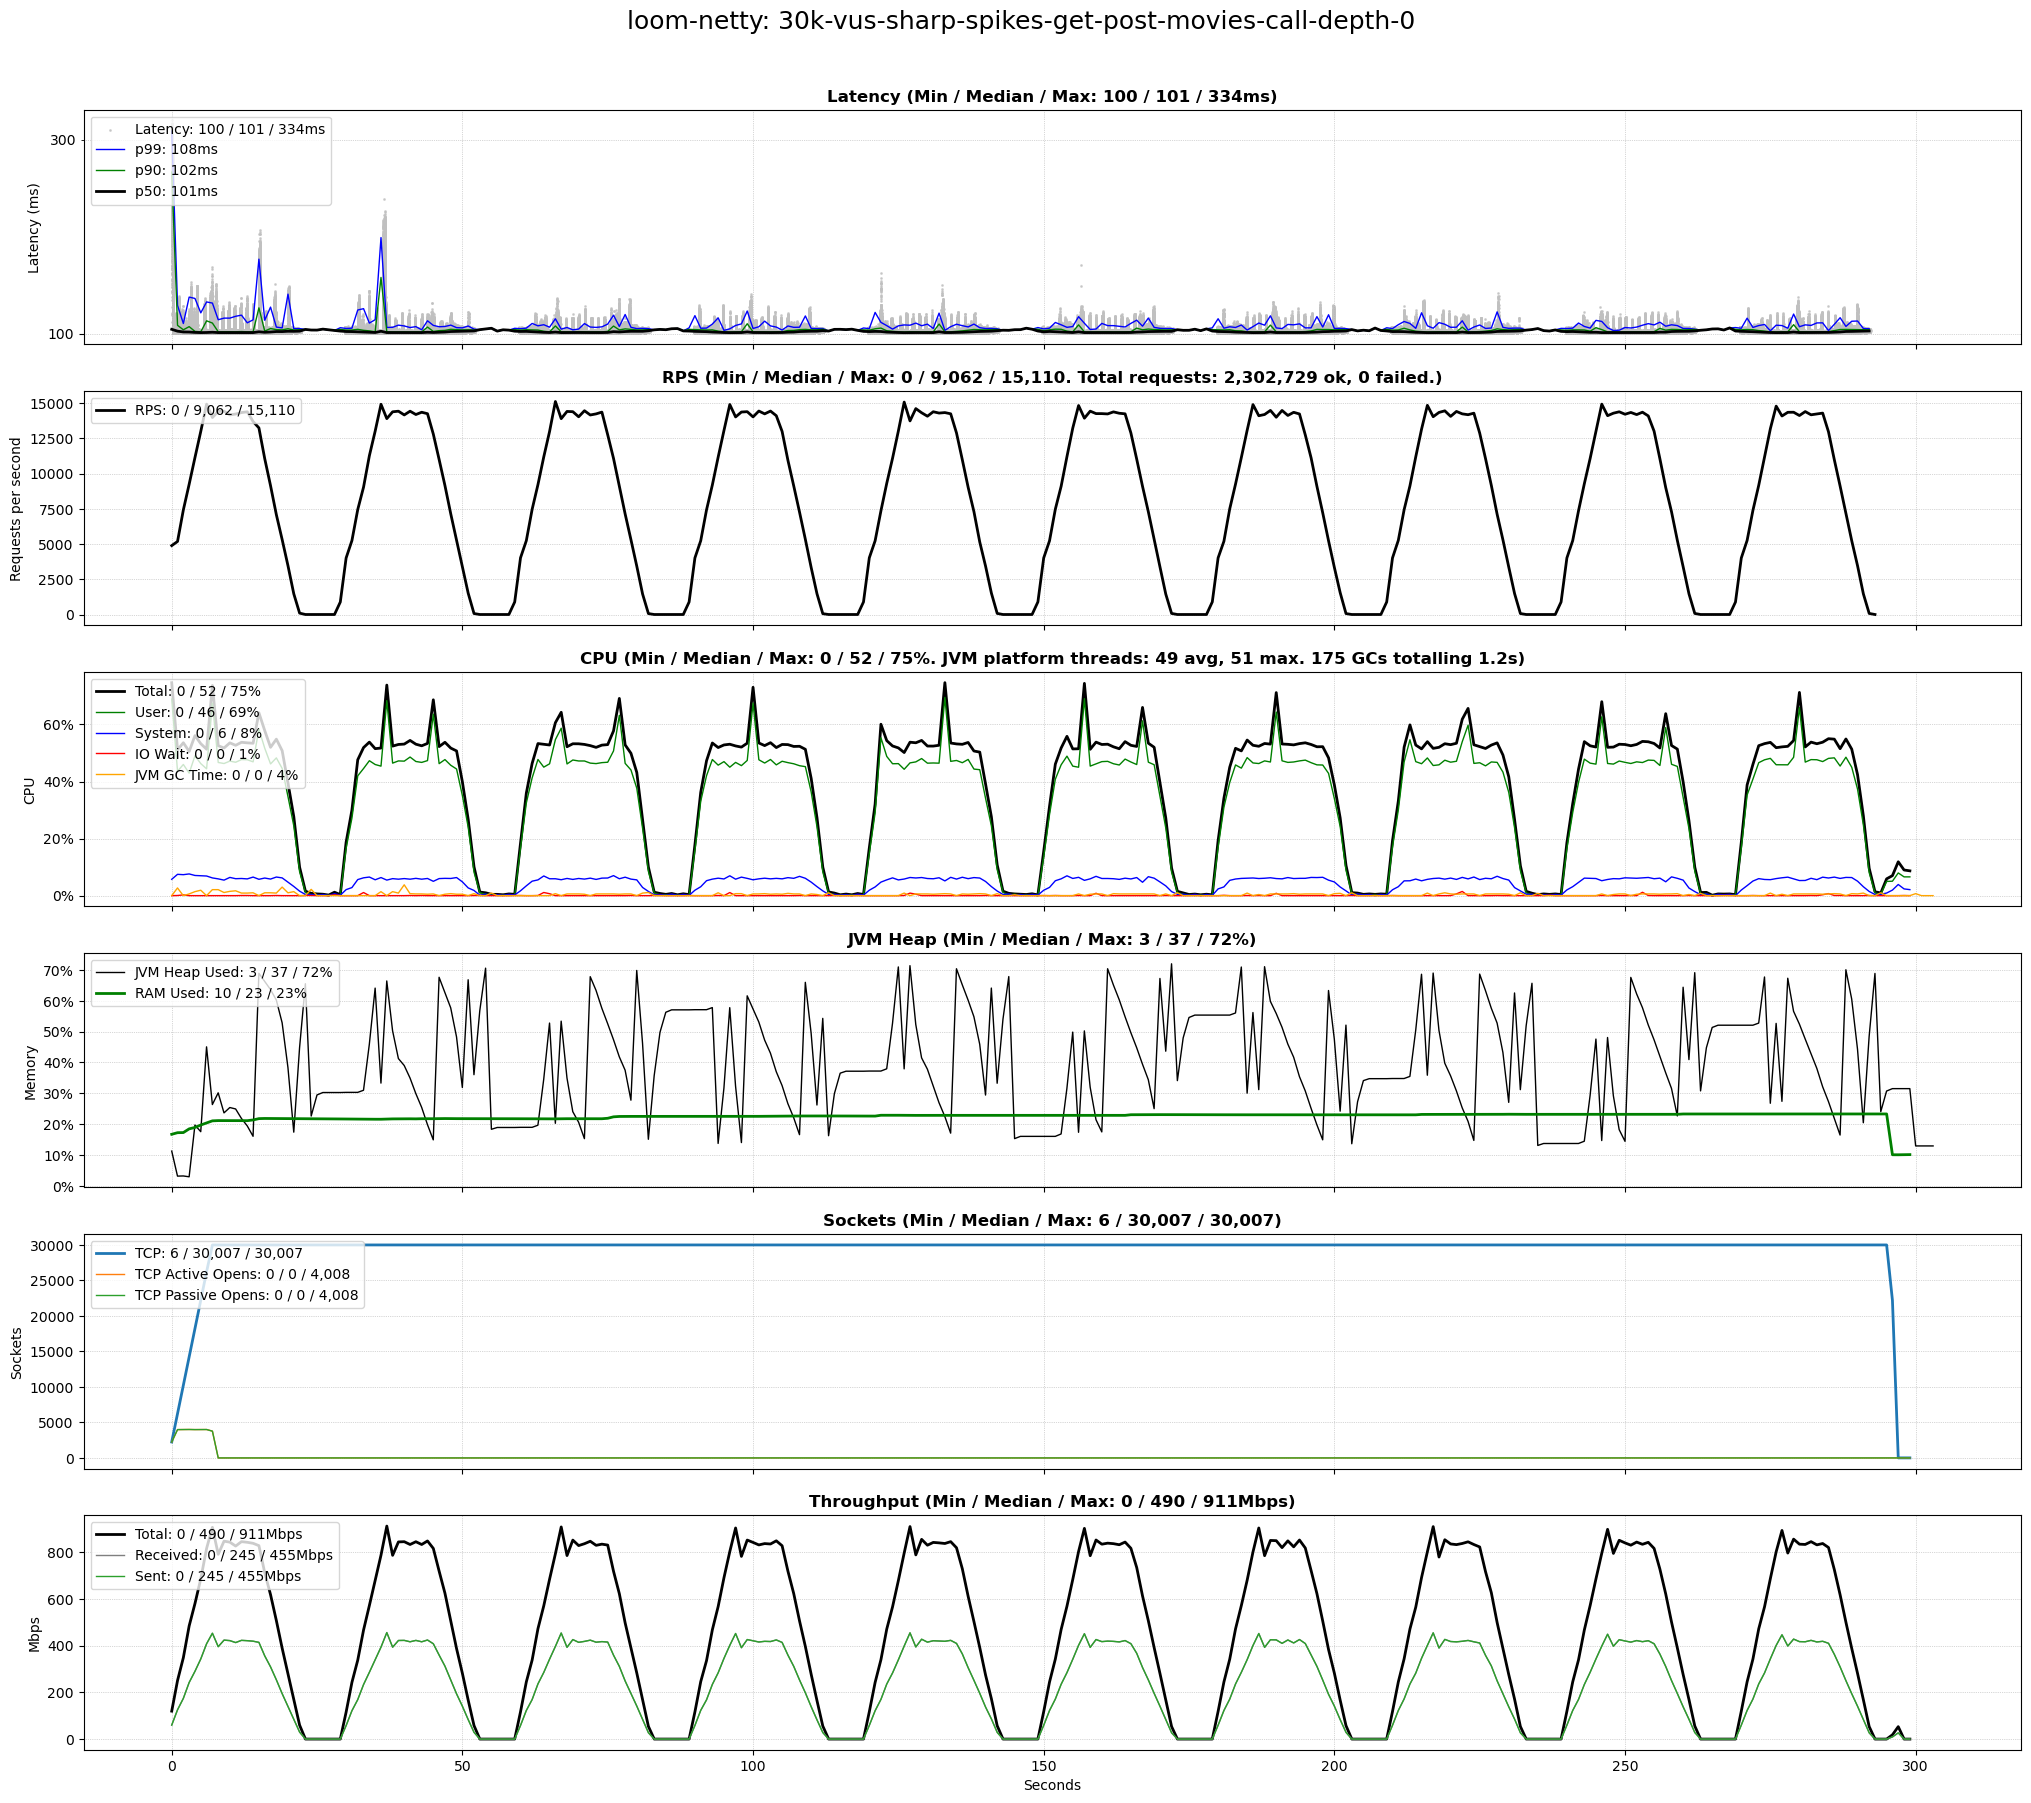 loom-netty: 30k-vus-sharp-spikes-get-post-movies-call-depth-0
Latency (Min / Median / Max: 100 / 101 / 334ms)
Latency: 100 / 101 / 334ms
p99: 108ms
p90: 102ms
p50: 101ms
300
100
Latency (ms)
RPS (Min / Median / Max: 0 / 9,062 / 15,110. Total requests: 2,302,729 ok, 0 failed.)
RPS: 0 / 9,062 / 15,110
15000
12500
10000
7500
5000
2500
0
Requests per second
CPU (Min / Median / Max: 0 / 52 / 75%. JVM platform threads: 49 avg, 51 max. 175 GCs totalling 1.2s)
Total: 0 / 52 / 75%
User: 0 / 46 / 69%
System: 0 / 6 / 8%
IO Wait: 0 / 0 / 1%
JVM GC Time: 0 / 0 / 4%
60%
40%
20%
0%
CPU
JVM Heap (Min / Median / Max: 3 / 37 / 72%)
JVM Heap Used: 3 / 37 / 72%
RAM Used: 10 / 23 / 23%
70%
60%
50%
40%
30%
20%
10%
0%
Memory
Sockets (Min / Median / Max: 6 / 30,007 / 30,007)
TCP: 6 / 30,007 / 30,007
TCP Active Opens: 0 / 0 / 4,008
TCP Passive Opens: 0 / 0 / 4,008
30000
25000
20000
15000
10000
5000
0
Sockets
Throughput (Min / Median / Max: 0 / 490 / 911Mbps)
Total: 0 / 490 / 911Mbps
Received: 0 / 245 / 455Mbps
Sent: 0 / 245 / 455Mbps
800
600
400
200
0
Mbps
0 50 100 150 200 250 300
Seconds